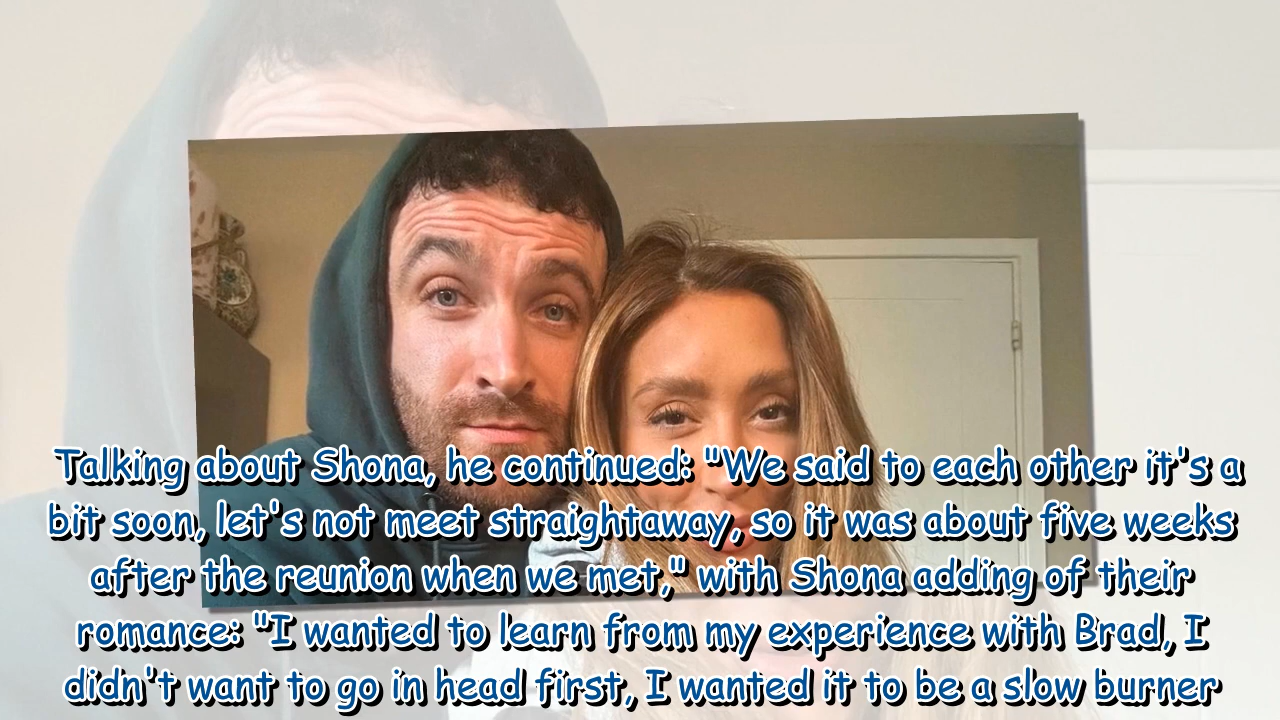 Talking about Shona, he continued: "We said to each other it's a
bit soon, let's not meet straightaway, so it was about five weeks
after the reunion when we met," with Shona adding of their
romance: "I wanted to learn from my experience with Brad, I
didn't want to go in head first, I wanted it to be a slow burner